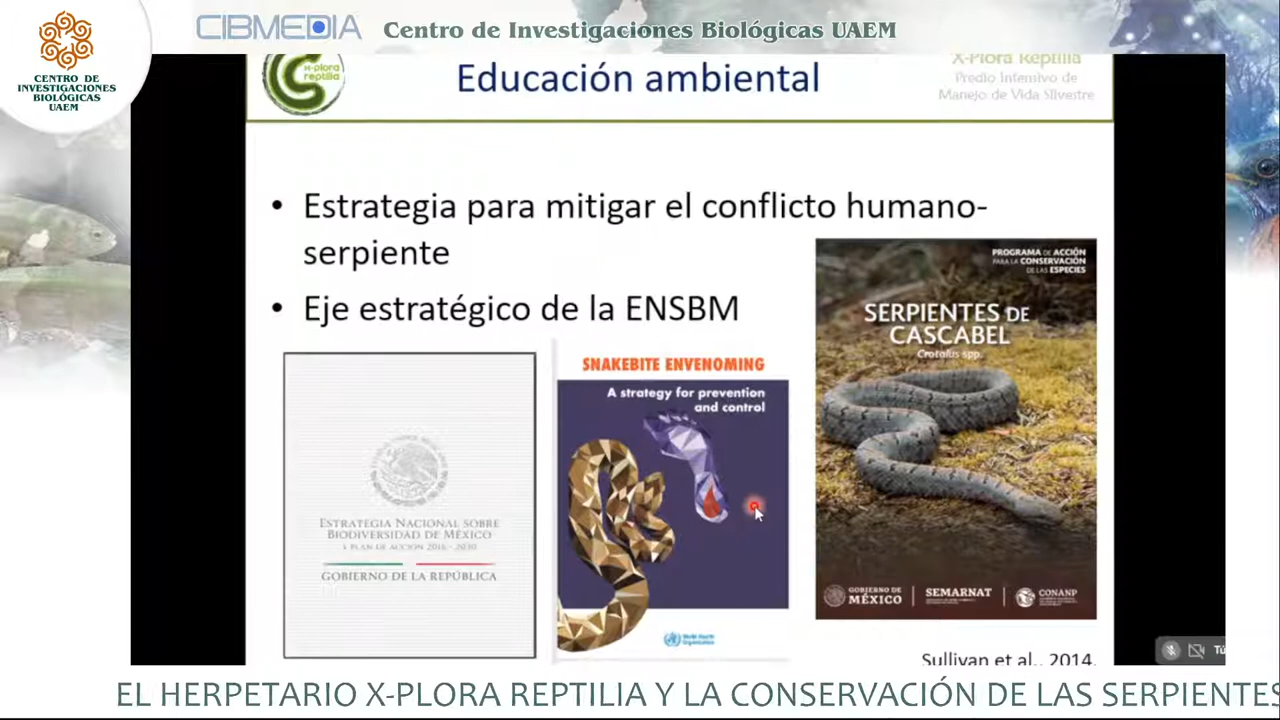 CIBMEDIA Centro de Investigaciones Biológicas UAEM
CENTRO DE
INVESTIGACIONES
BIOLÓGICAS
UAEM
x-plora
reptilia
Educación ambiental
X-Plora Reptilia
Predio Intensivo de
Manejo de Vida Silvestre
• Estrategia para mitigar el conflicto humano-
serpiente
• Eje estratégico de la ENSBM
ESTRATEGIA NACIONAL SOBRE
BIODIVERSIDAD DE MÉXICO
Y PLAN DE ACCIÓN 2016 - 2030
GOBIERNO DE LA REPÚBLICA
SNAKEBITE ENVENOMING
A strategy for prevention
and control
World Health
Organization
PROGRAMA DE ACCIÓN
PARA LA CONSERVACIÓN
DE LAS ESPECIES
SERPIENTES DE
CASCABEL
Crotalus spp.
GOBIERNO DE
MÉXICO
SEMARNAT
CONANP
Sullivan et al., 2014.
Tú
EL HERPETARIO X-PLORA REPTILIA Y LA CONSERVACIÓN DE LAS SERPIENTES